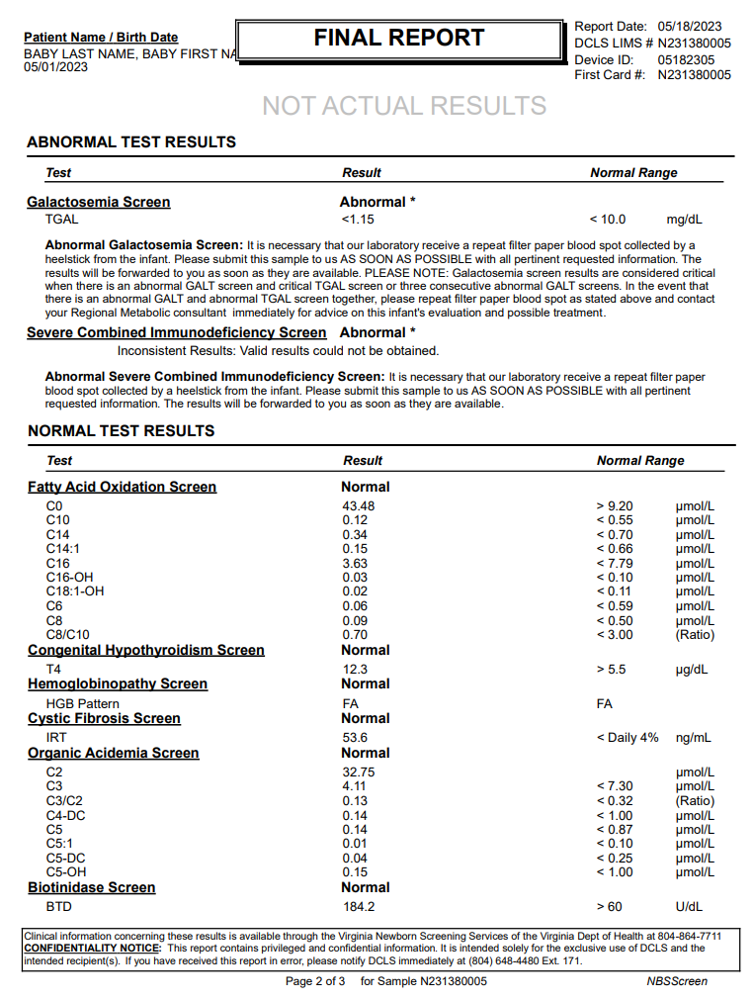 Patient Name / Birth Date
BABY LAST NAME, BABY FIRST NA
05/01/2023
FINAL REPORT
Report Date: 05/18/2023
DCLS LIMS # N231380005
Device ID: 05182305
First Card #: N231380005
NOT ACTUAL RESULTS
ABNORMAL TEST RESULTS
Test Result Normal Range
Galactosemia Screen Abnormal *
TGAL <1.15 < 10.0 mg/dL
Abnormal Galactosemia Screen: It is necessary that our laboratory receive a repeat filter paper blood spot collected by a
heelstick from the infant. Please submit this sample to us AS SOON AS POSSIBLE with all pertinent requested information. The
results will be forwarded to you as soon as they are available. PLEASE NOTE: Galactosemia screen results are considered critical
when there is an abnormal GALT screen and critical TGAL screen or three consecutive abnormal GALT screens. In the event that
there is an abnormal GALT and abnormal TGAL screen together, please repeat filter paper blood spot as stated above and contact
your Regional Metabolic consultant immediately for advice on this infant's evaluation and possible treatment.
Severe Combined Immunodeficiency Screen Abnormal *
Inconsistent Results: Valid results could not be obtained.
Abnormal Severe Combined Immunodeficiency Screen: It is necessary that our laboratory receive a repeat filter paper
blood spot collected by a heelstick from the infant. Please submit this sample to us AS SOON AS POSSIBLE with all pertinent
requested information. The results will be forwarded to you as soon as they are available.
NORMAL TEST RESULTS
Test Result Normal Range
Fatty Acid Oxidation Screen Normal
C0 43.48 > 9.20 µmol/L
C10 0.12 < 0.55 µmol/L
C14 0.34 < 0.70 µmol/L
C14:1 0.15 < 0.66 µmol/L
C16 3.63 < 7.79 µmol/L
C16-OH 0.03 < 0.10 µmol/L
C18:1-OH 0.02 < 0.11 µmol/L
C6 0.06 < 0.59 µmol/L
C8 0.09 < 0.50 µmol/L
C8/C10 0.70 < 3.00 (Ratio)
Congenital Hypothyroidism Screen Normal
T4 12.3 > 5.5 µg/dL
Hemoglobinopathy Screen Normal
HGB Pattern FA FA
Cystic Fibrosis Screen Normal
IRT 53.6 < Daily 4% ng/mL
Organic Acidemia Screen Normal
C2 32.75 µmol/L
C3 4.11 < 7.30 µmol/L
C3/C2 0.13 < 0.32 (Ratio)
C4-DC 0.14 < 1.00 µmol/L
C5 0.14 < 0.87 µmol/L
C5:1 0.01 < 0.10 µmol/L
C5-DC 0.04 < 0.25 µmol/L
C5-OH 0.15 < 1.00 µmol/L
Biotinidase Screen Normal
BTD 184.2 > 60 U/dL
Clinical information concerning these results is available through the Virginia Newborn Screening Services of the Virginia Dept of Health at 804-864-7711
CONFIDENTIALITY NOTICE: This report contains privileged and confidential information. It is intended solely for the exclusive use of DCLS and the
intended recipient(s). If you have received this report in error, please notify DCLS immediately at (804) 648-4480 Ext. 171.
Page 2 of 3 for Sample N231380005 NBSScreen